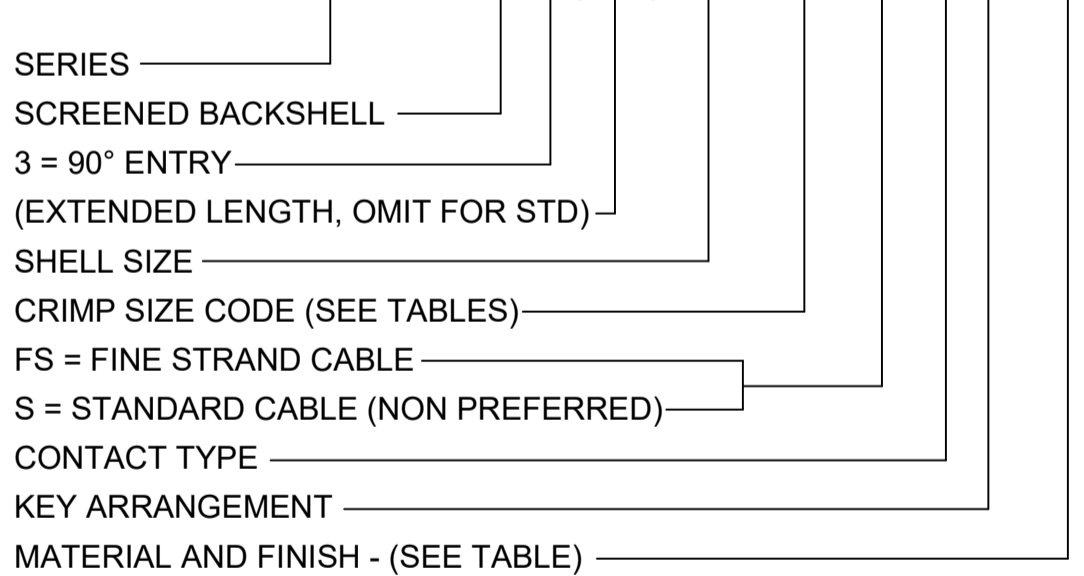 SERIES
SCREENED BACKSHELL
3 = 90° ENTRY
(EXTENDED LENGTH, OMIT FOR STD)
SHELL SIZE
CRIMP SIZE CODE (SEE TABLES)
FS = FINE STRAND CABLE
S = STANDARD CABLE (NON PREFERRED)
CONTACT TYPE
KEY ARRANGEMENT
MATERIAL AND FINISH - (SEE TABLE)